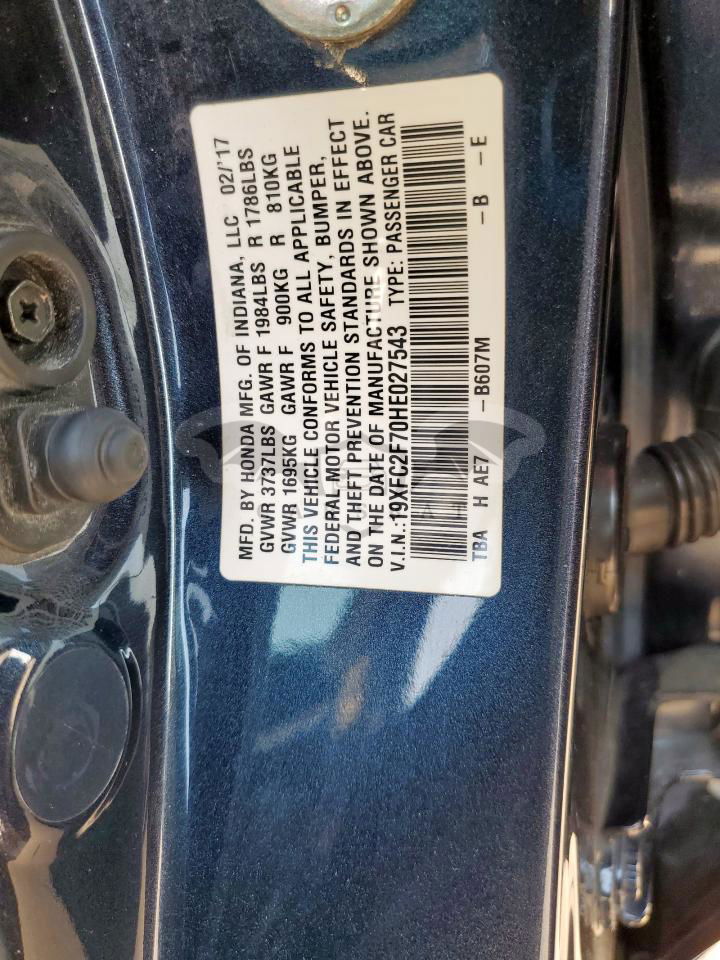 MFD. BY HONDA MFG. OF INDIANA, LLC 02/'17
GVWR 3737LBS GAWR F 1984LBS R 1786LBS
GVWR 1695KG GAWR F 900KG R 810KG
THIS VEHICLE CONFORMS TO ALL APPLICABLE
FEDERAL MOTOR VEHICLE SAFETY, BUMPER,
AND THEFT PREVENTION STANDARDS IN EFFECT
ON THE DATE OF MANUFACTURE SHOWN ABOVE.
V.I.N.:19XFC2F70HE027543 TYPE: PASSENGER CAR
TBA H AE7 –B607M –B –E